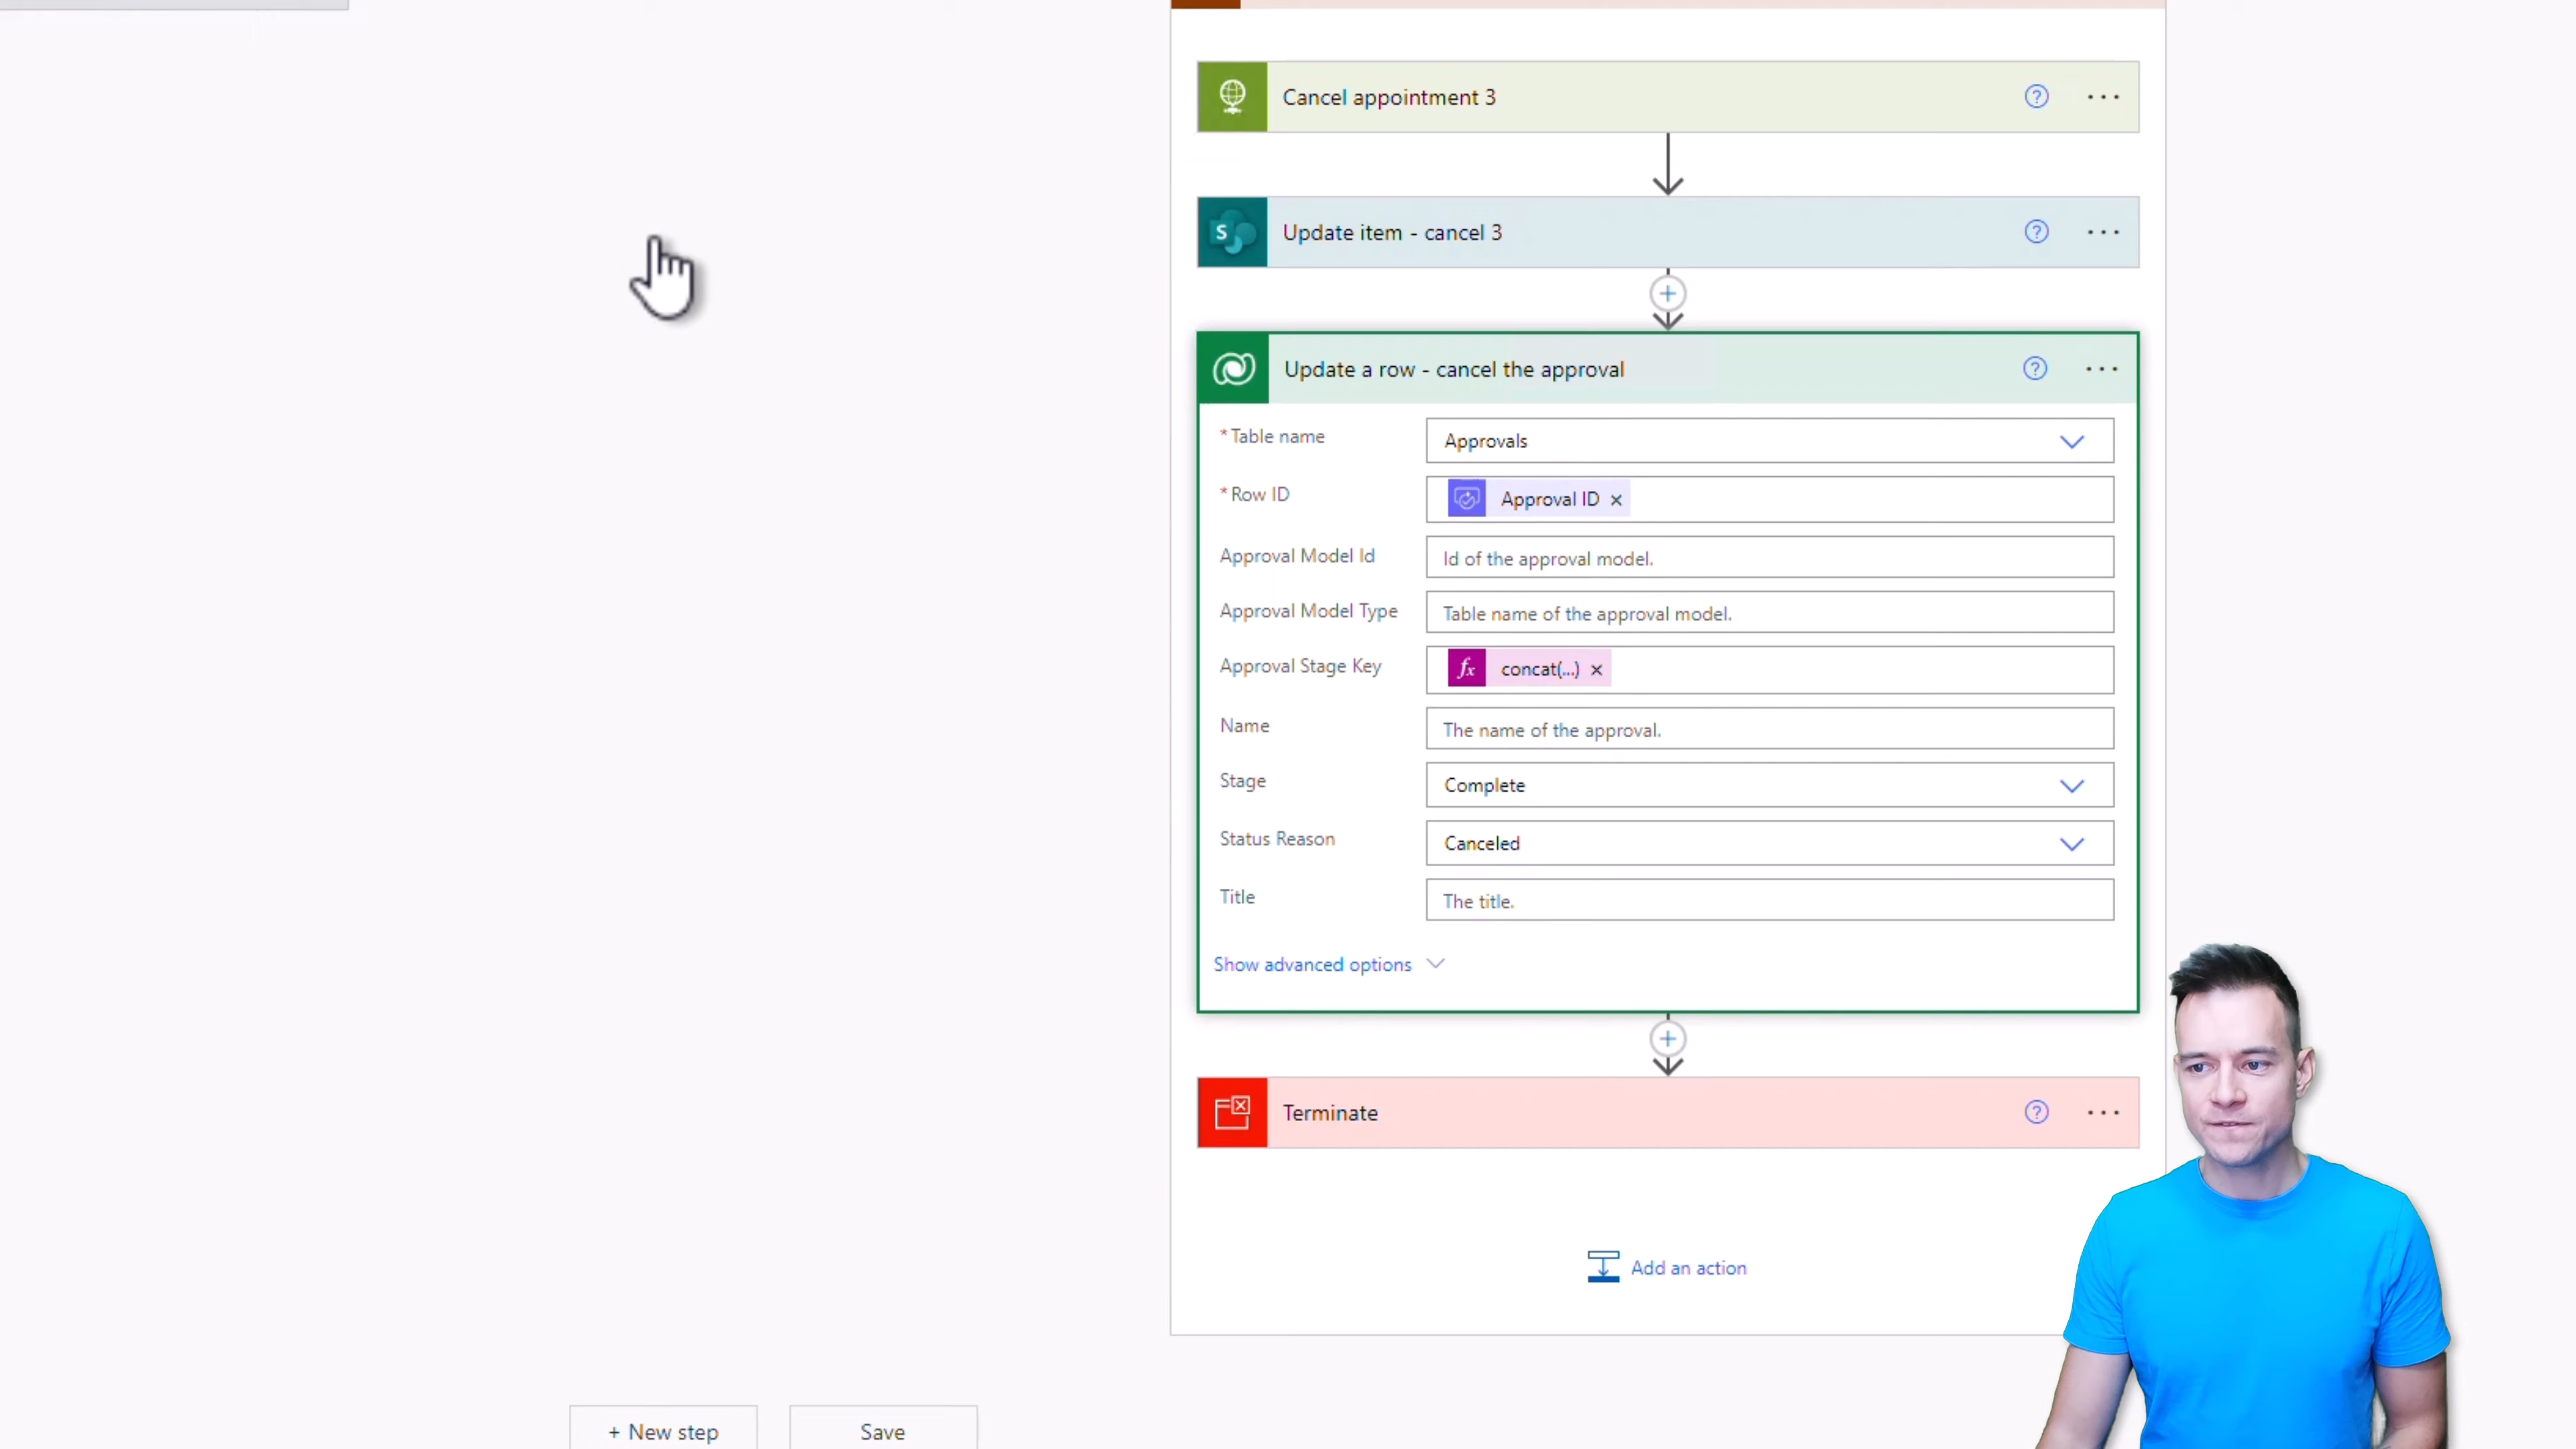 Cancel appointment 3
?
...
S
Update item - cancel 3
?
...
+
Update a row - cancel the approval
?
...
* Table name
Approvals
* Row ID
Approval ID ×
Approval Model Id
Id of the approval model.
Approval Model Type
Table name of the approval model.
Approval Stage Key
fx concat(...) ×
Name
The name of the approval.
Stage
Complete
Status Reason
Canceled
Title
The title.
Show advanced options
+
Terminate
?
...
Add an action
+ New step
Save